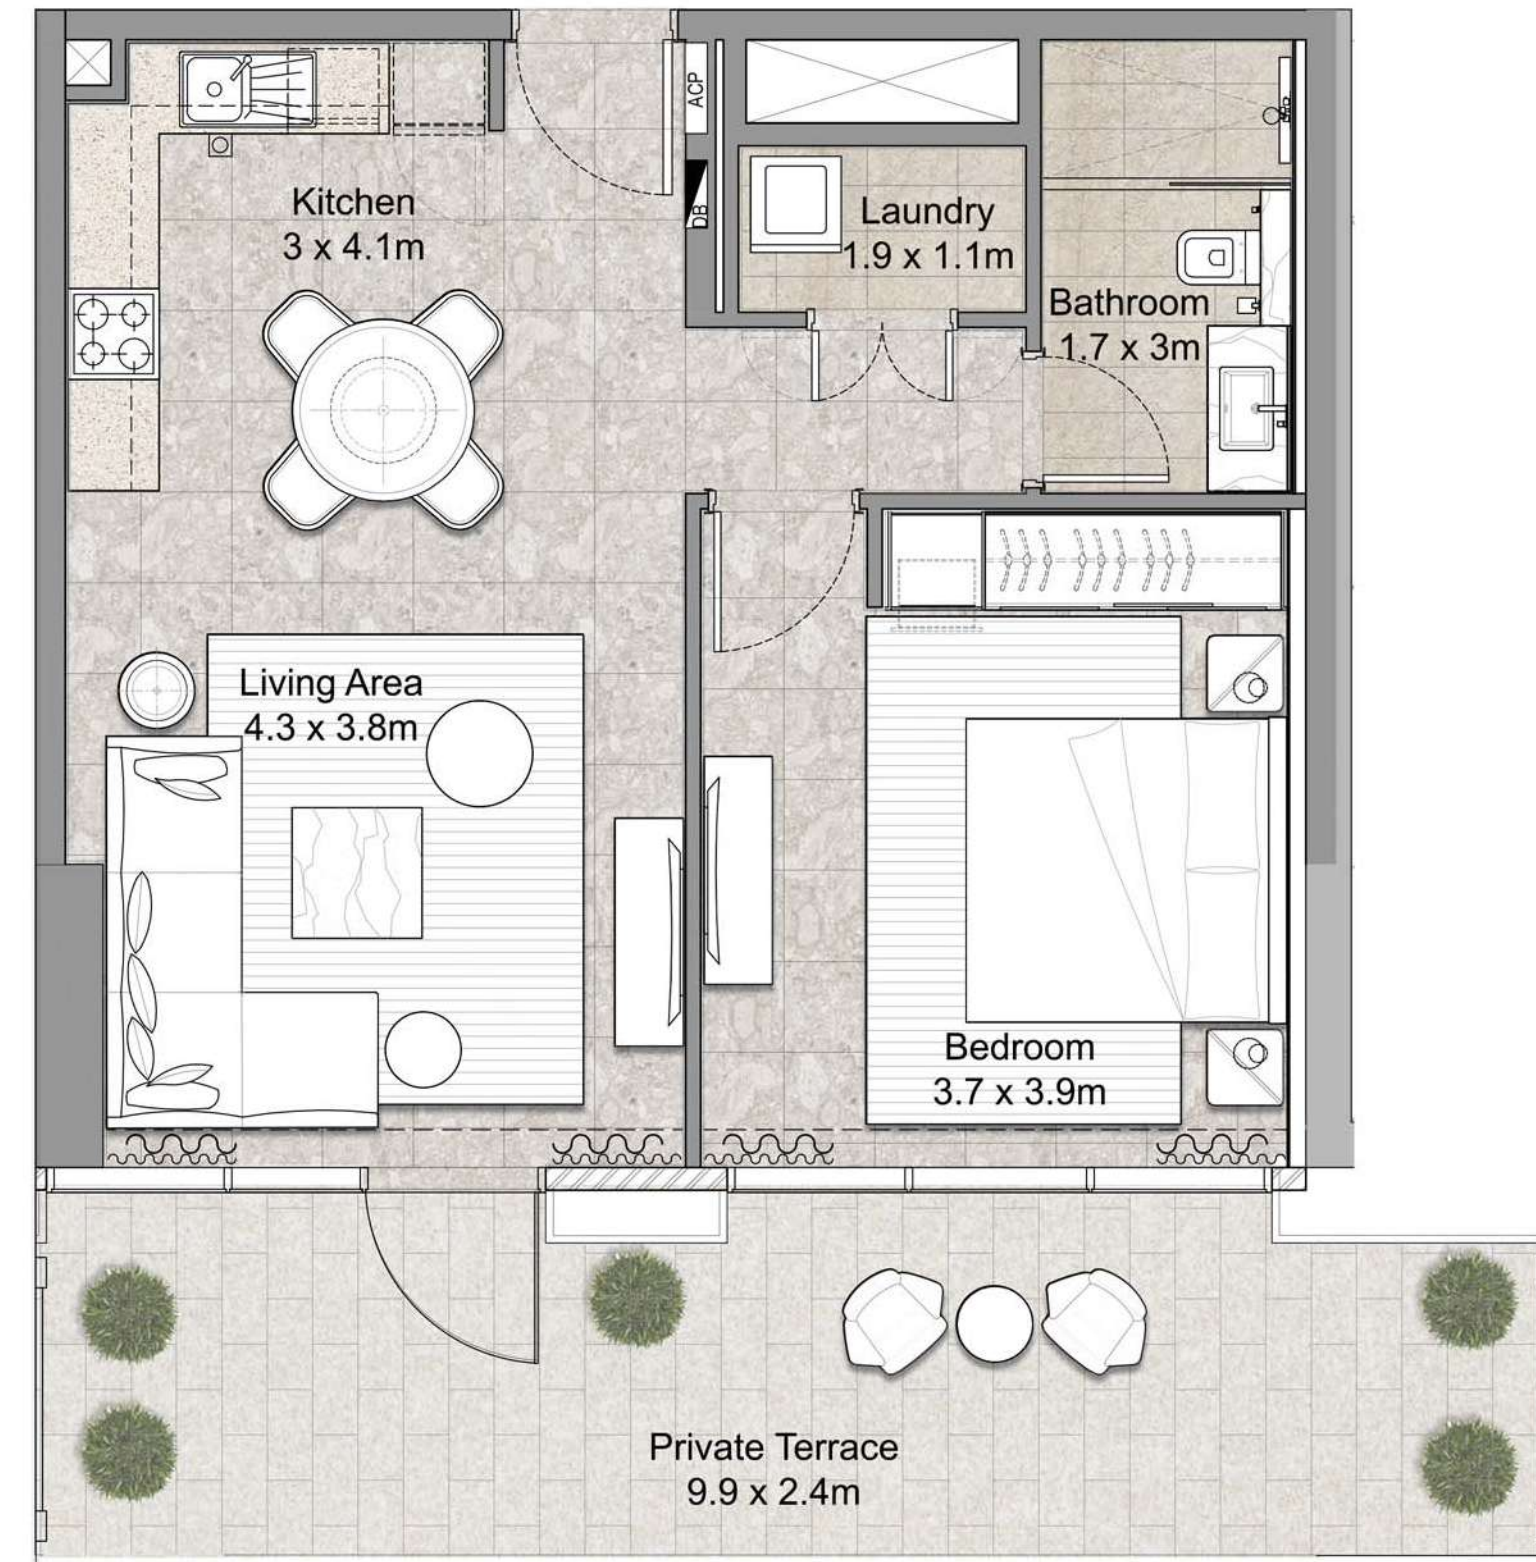 ACP
DB
Kitchen
3 x 4.1m
Laundry
1.9 x 1.1m
Bathroom
1.7 x 3m
Living Area
4.3 x 3.8m
Bedroom
3.7 x 3.9m
Private Terrace
9.9 x 2.4m